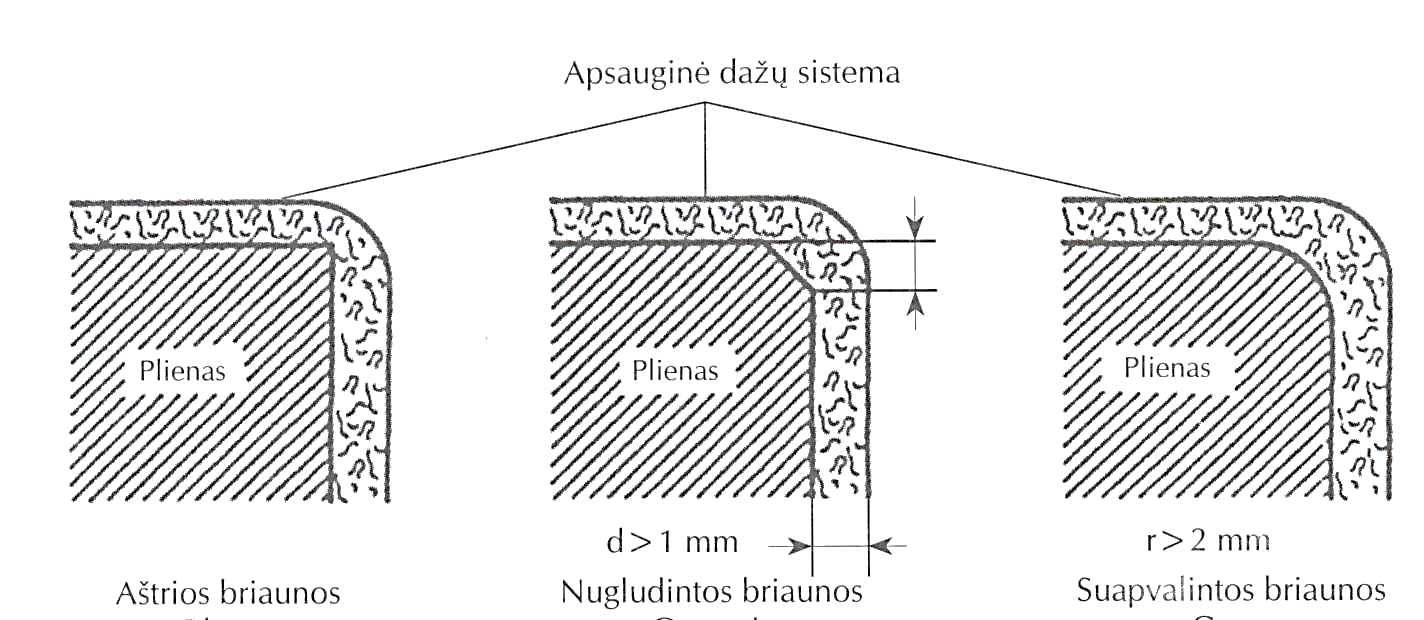 Apsauginė dažų sistema
Plienas
Plienas
Plienas
d > 1 mm
r > 2 mm
Aštrios briaunos
Nugludintos briaunos
Suapvalintos briaunos